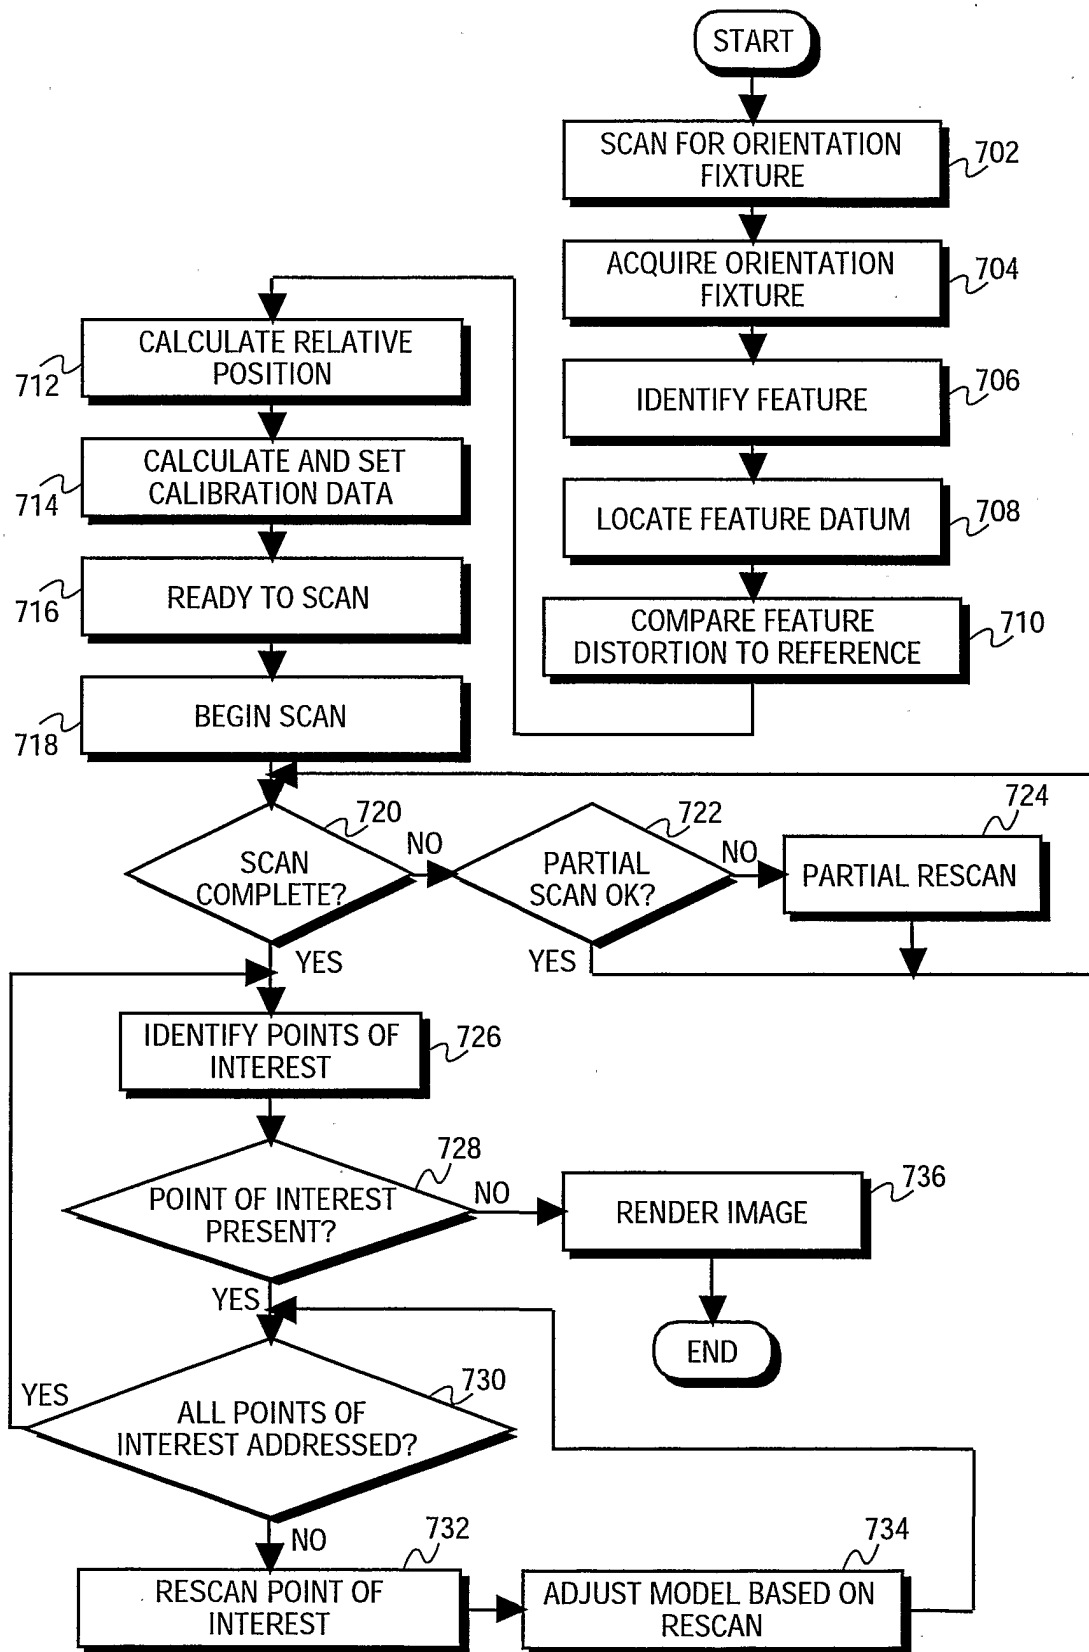 START
SCAN FOR ORIENTATION
FIXTURE
702
ACQUIRE ORIENTATION
FIXTURE
704
IDENTIFY FEATURE
706
LOCATE FEATURE DATUM
708
COMPARE FEATURE
DISTORTION TO REFERENCE
710
CALCULATE RELATIVE
POSITION
712
CALCULATE AND SET
CALIBRATION DATA
714
READY TO SCAN
716
BEGIN SCAN
718
SCAN
COMPLETE?
720
NO
PARTIAL
SCAN OK?
722
NO
PARTIAL RESCAN
724
YES
YES
IDENTIFY POINTS OF
INTEREST
726
POINT OF INTEREST
PRESENT?
728
NO
RENDER IMAGE
736
END
YES
ALL POINTS OF
INTEREST ADDRESSED?
730
YES
NO
RESCAN POINT OF
INTEREST
732
ADJUST MODEL BASED ON
RESCAN
734